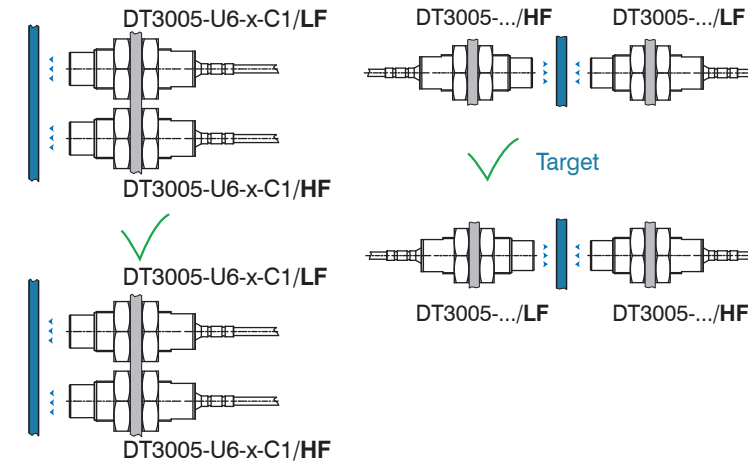 DT3005-U6-x-C1/LF
DT3005-U6-x-C1/HF
DT3005-U6-x-C1/LF
DT3005-U6-x-C1/HF
DT3005-.../HF
DT3005-.../LF
Target
DT3005-.../LF
DT3005-.../HF